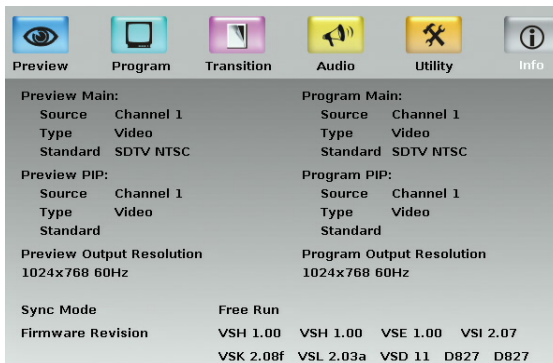 Preview Program Transition Audio Utility Info
Preview Main: Program Main:
Source Channel 1 Source Channel 1
Type Video Type Video
Standard SDTV NTSC Standard SDTV NTSC
Preview PIP: Program PIP:
Source Channel 1 Source Channel 1
Type Video Type Video
Standard Standard
Preview Output Resolution Program Output Resolution
1024x768 60Hz 1024x768 60Hz
Sync Mode Free Run
Firmware Revision VSH 1.00 VSH 1.00 VSE 1.00 VSI 2.07
VSK 2.08f VSL 2.03a VSD 11 D827 D827